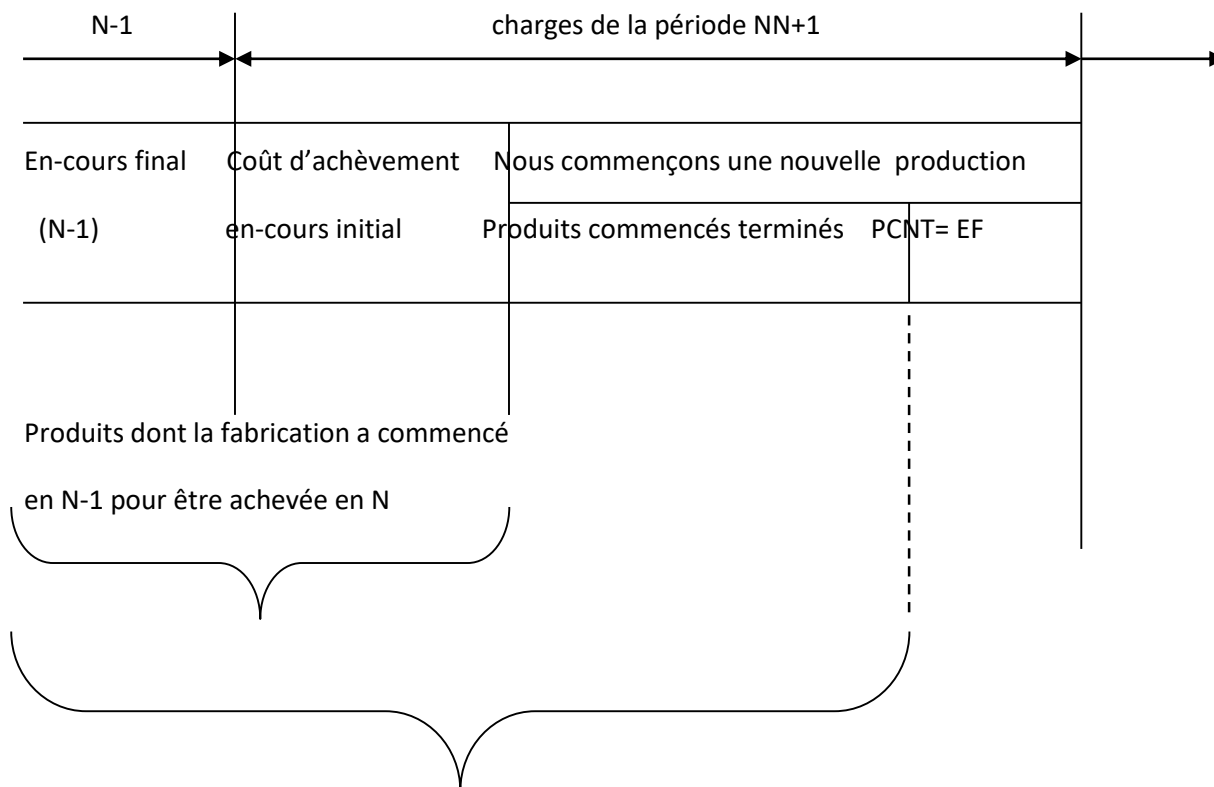 N-1 charges de la période NN+1
En-cours final Coût d’achèvement Nous commençons une nouvelle production
(N-1) en-cours initial Produits commencés terminés PCNT= EF
Produits dont la fabrication a commencé
en N-1 pour être achevée en N